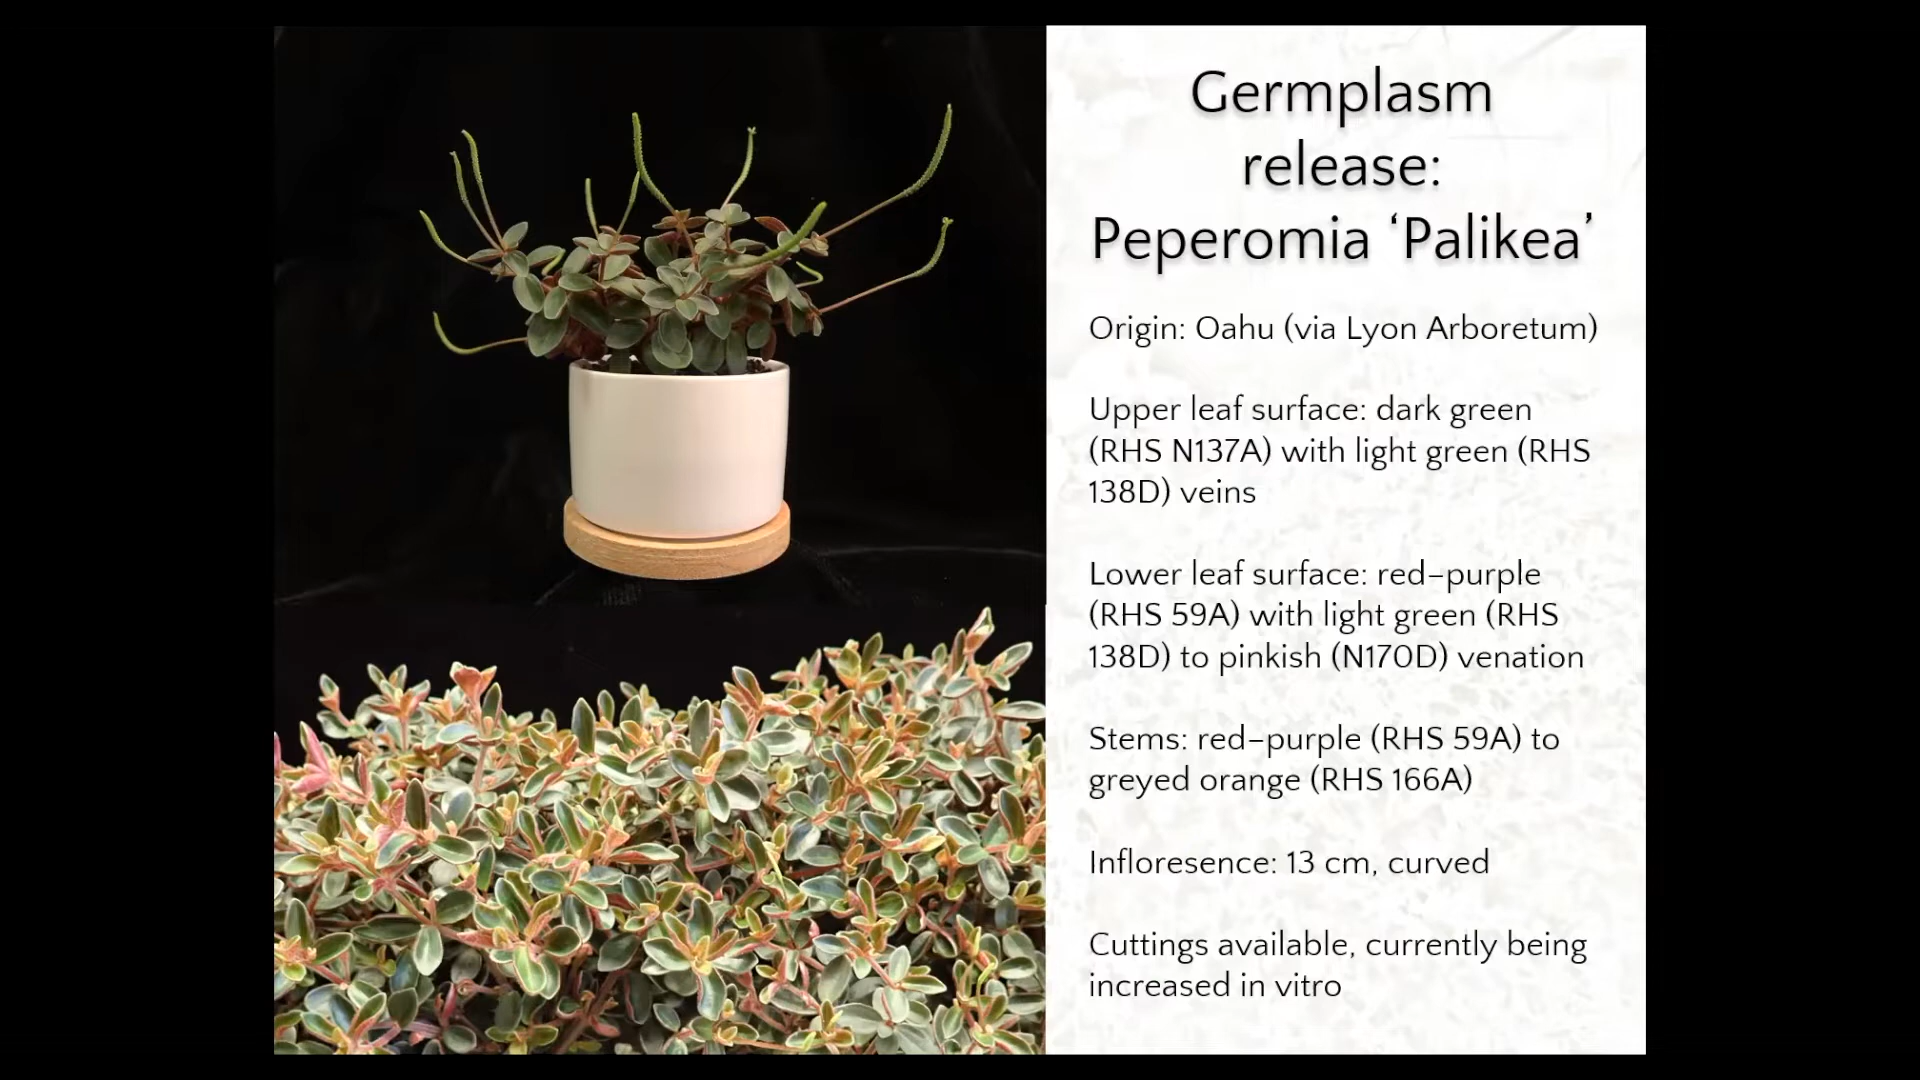 Germplasm
release:
Peperomia ‘Palikea’
Origin: Oahu (via Lyon Arboretum)
Upper leaf surface: dark green
(RHS N137A) with light green (RHS
138D) veins
Lower leaf surface: red–purple
(RHS 59A) with light green (RHS
138D) to pinkish (N170D) venation
Stems: red–purple (RHS 59A) to
greyed orange (RHS 166A)
Infloresence: 13 cm, curved
Cuttings available, currently being
increased in vitro